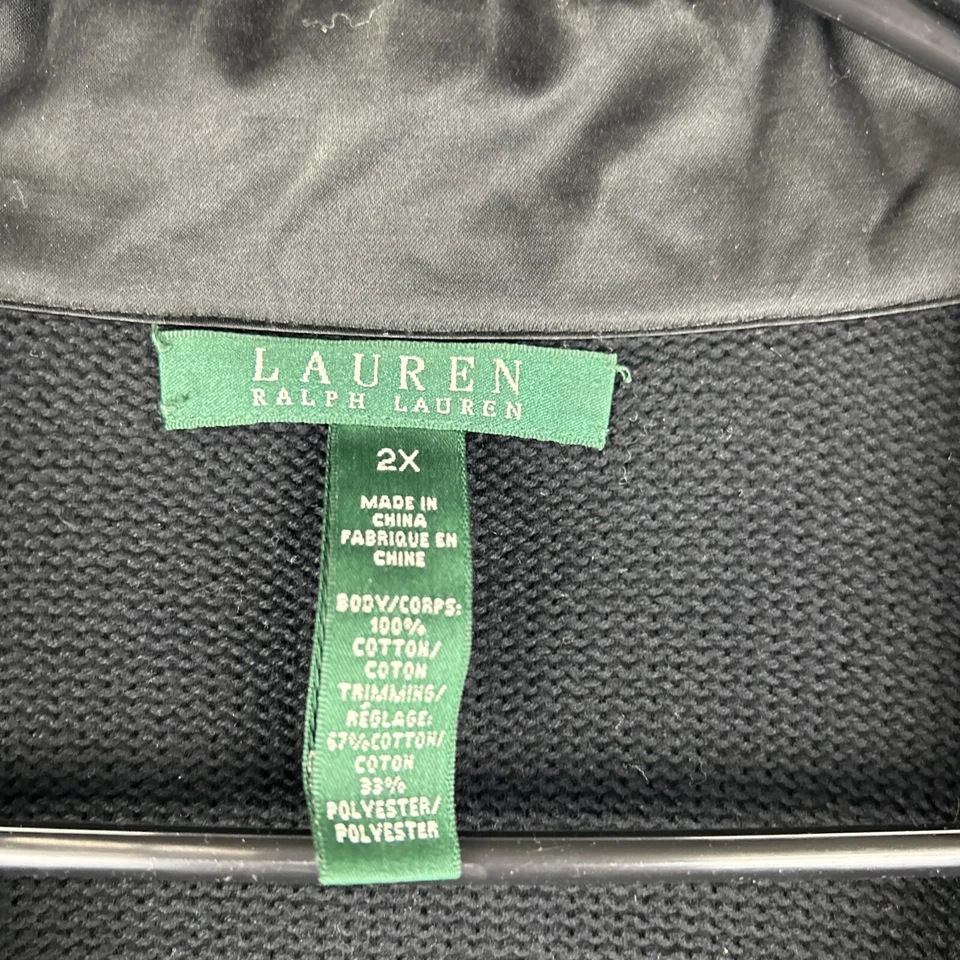 LAUREN
RALPH LAUREN
2X
MADE IN
CHINA
FABRIQUE EN
CHINE
BODY/CORPS:
100%
COTTON/
COTON
TRIMMING/
RÉGLAGE:
67%COTTON/
COTON
33%
POLYESTER/
POLYESTER